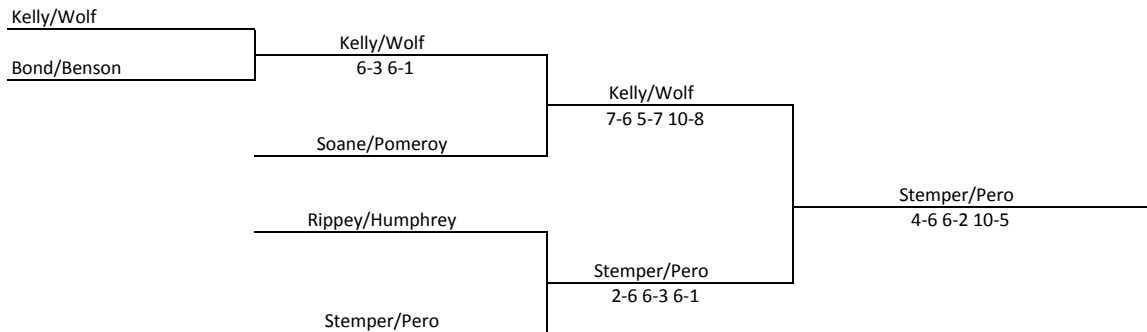 Kelly/Wolf
Kelly/Wolf
Bond/Benson
6-3 6-1
Kelly/Wolf
7-6 5-7 10-8
Soane/Pomeroy
Stemper/Pero
4-6 6-2 10-5
Rippey/Humphrey
Stemper/Pero
2-6 6-3 6-1
Stemper/Pero